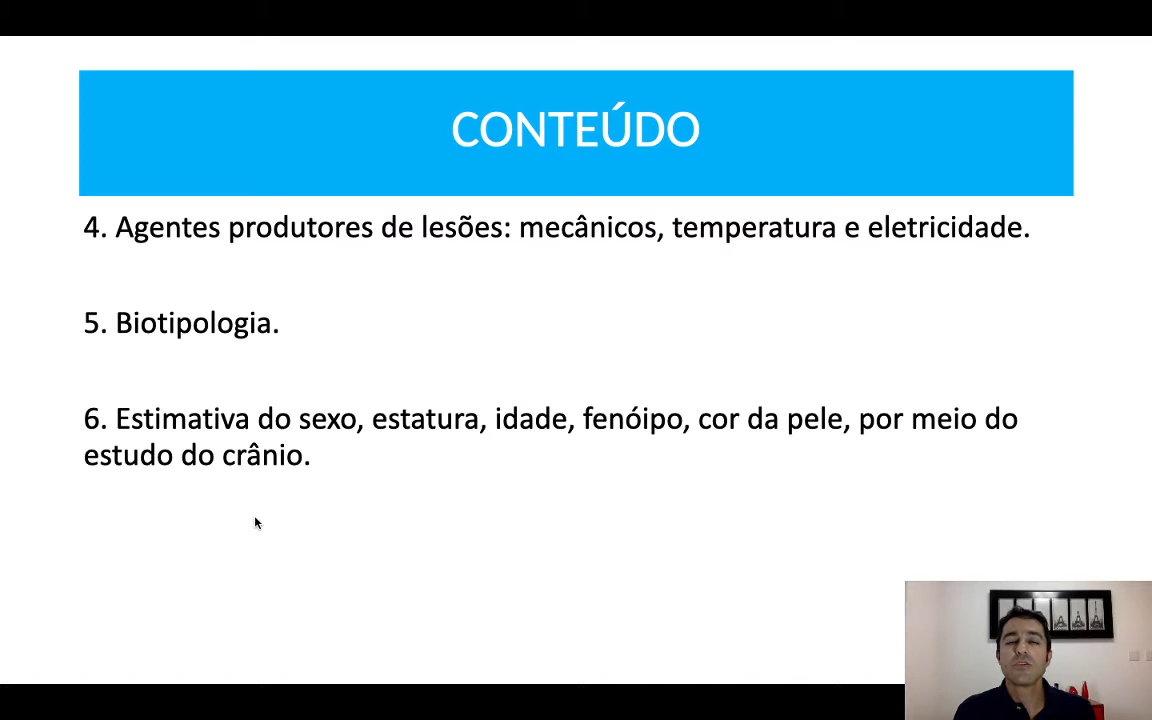 CONTEÚDO
4. Agentes produtores de lesões: mecânicos, temperatura e eletricidade.
5. Biotipologia.
6. Estimativa do sexo, estatura, idade, fenóipo, cor da pele, por meio do
estudo do crânio.